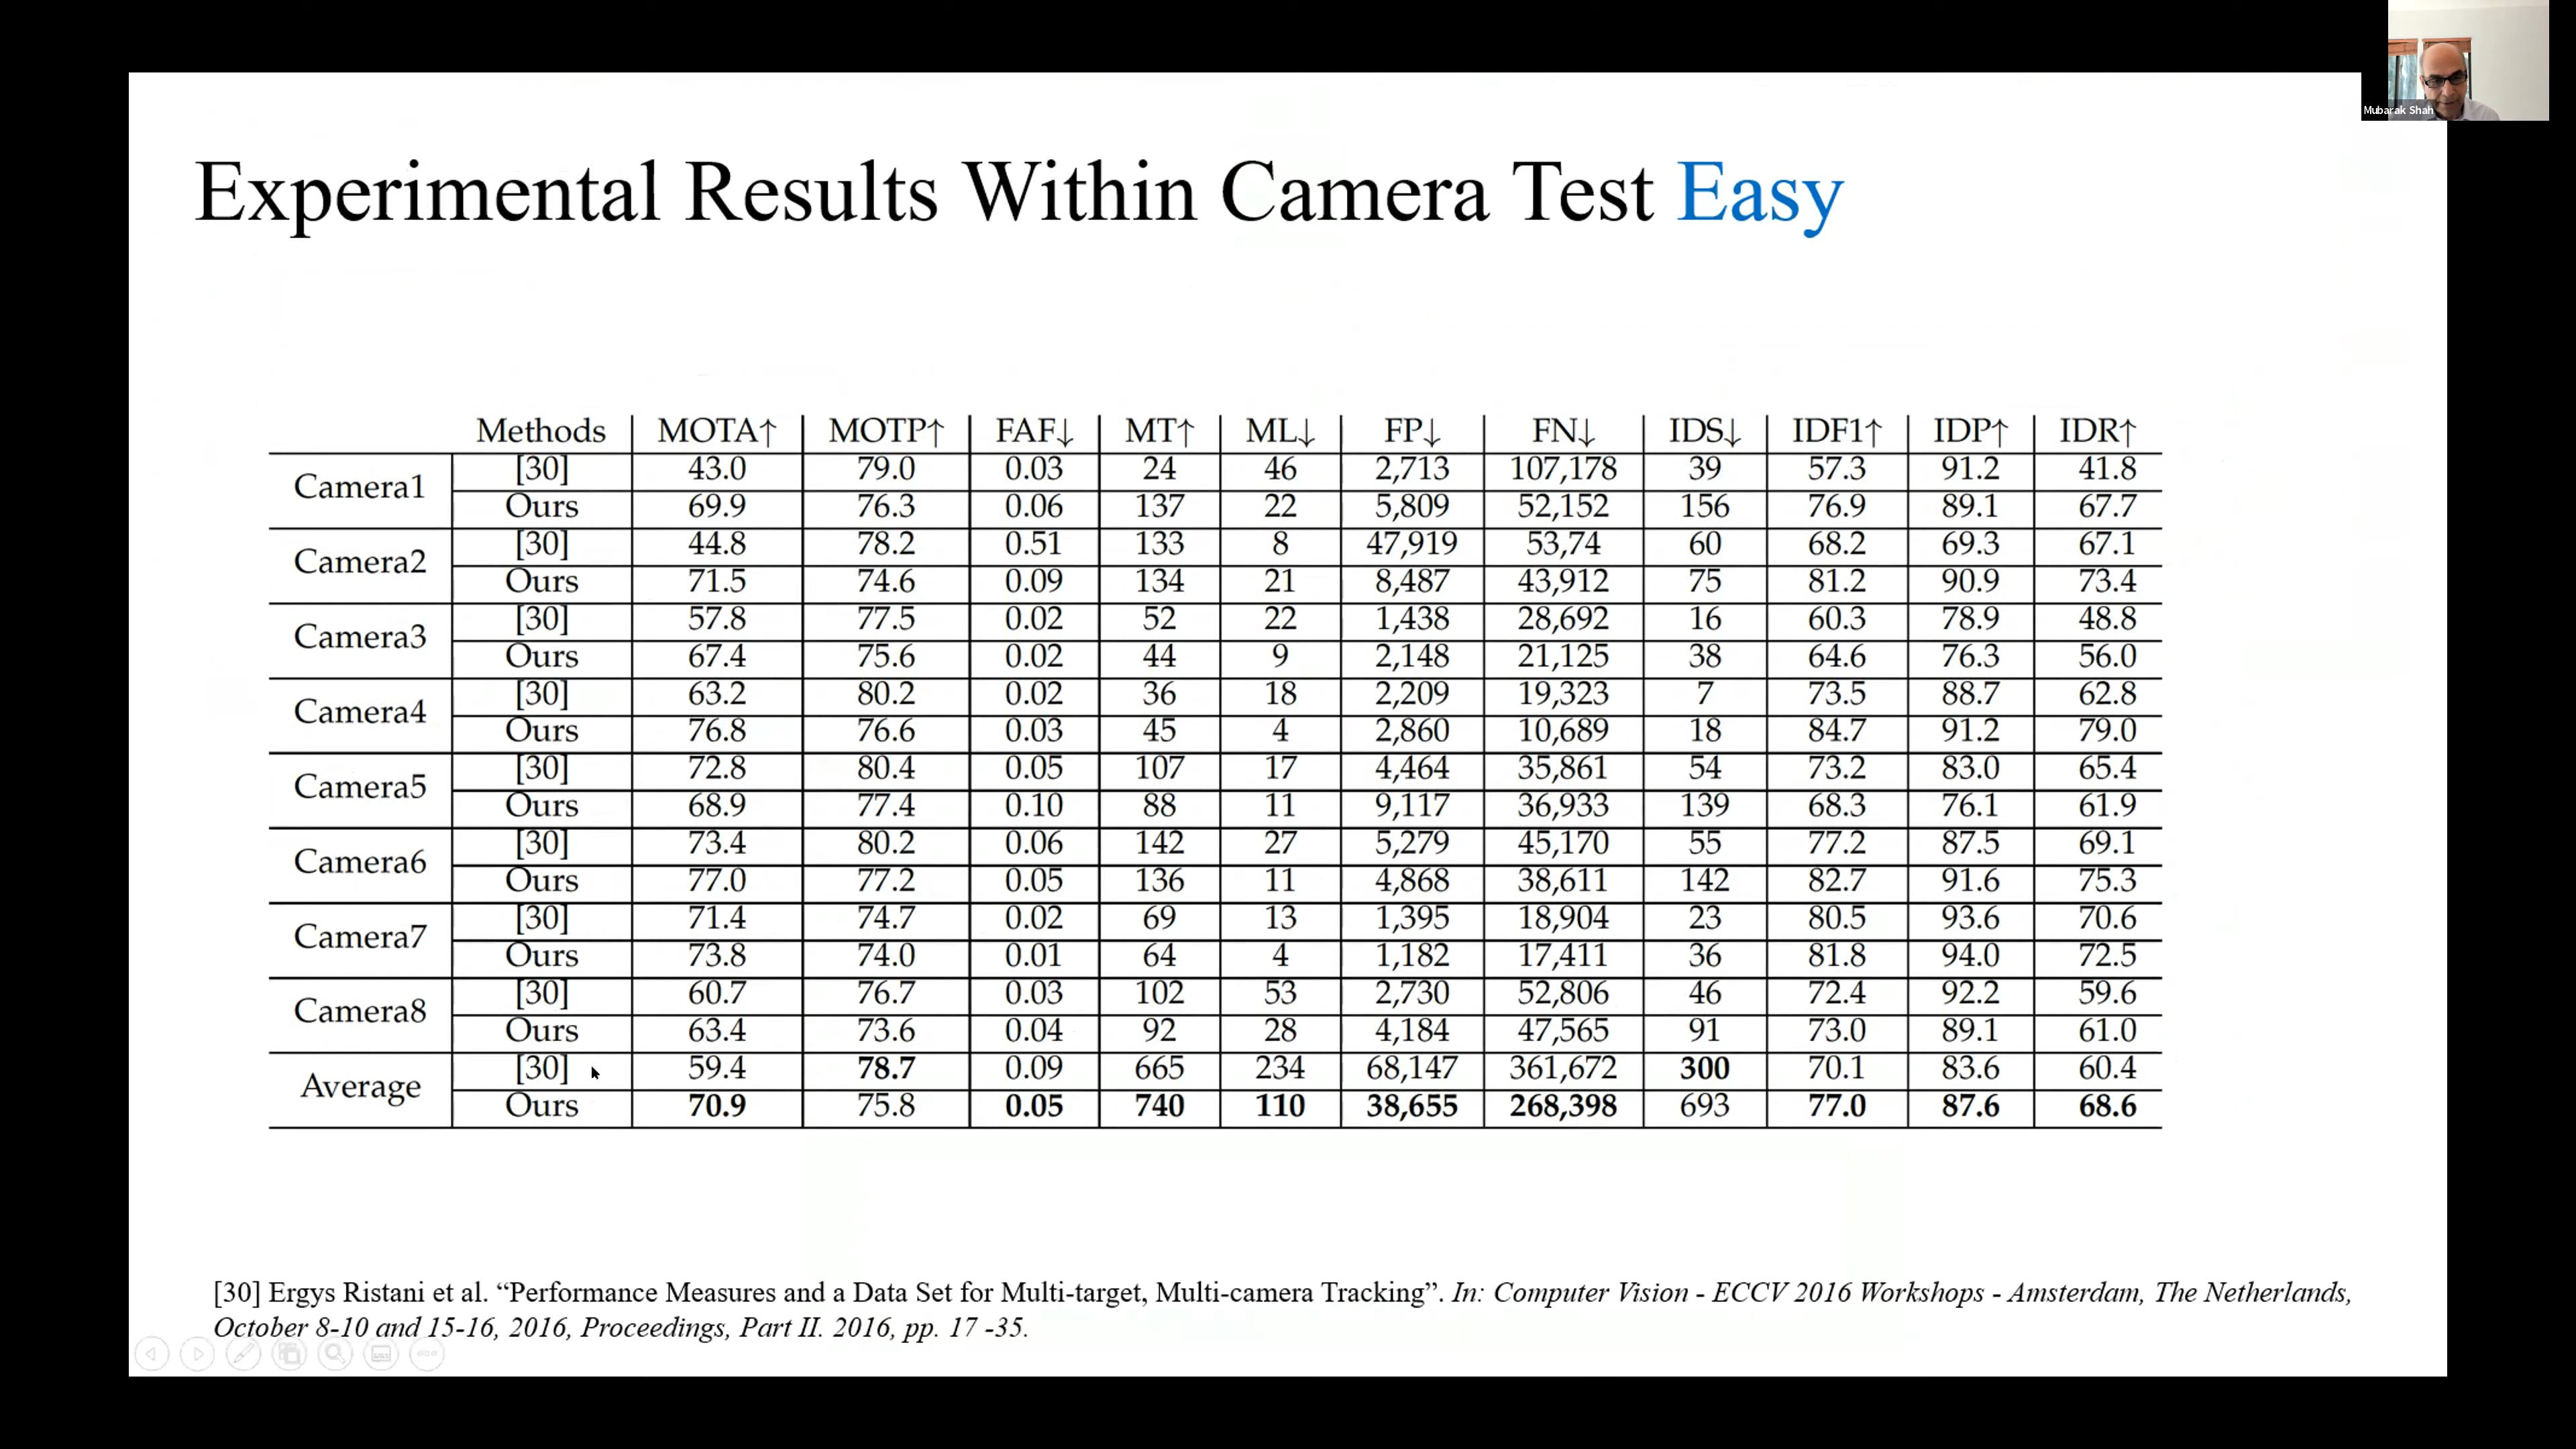 Mubarak Shah
Experimental Results Within Camera Test Easy
Methods MOTA↑ MOTP↑ FAF↓ MT↑ ML↓ FP↓ FN↓ IDS↓ IDF1↑ IDP↑ IDR↑
Camera1 [30] 43.0 79.0 0.03 24 46 2,713 107,178 39 57.3 91.2 41.8
Ours 69.9 76.3 0.06 137 22 5,809 52,152 156 76.9 89.1 67.7
Camera2 [30] 44.8 78.2 0.51 133 8 47,919 53,74 60 68.2 69.3 67.1
Ours 71.5 74.6 0.09 134 21 8,487 43,912 75 81.2 90.9 73.4
Camera3 [30] 57.8 77.5 0.02 52 22 1,438 28,692 16 60.3 78.9 48.8
Ours 67.4 75.6 0.02 44 9 2,148 21,125 38 64.6 76.3 56.0
Camera4 [30] 63.2 80.2 0.02 36 18 2,209 19,323 7 73.5 88.7 62.8
Ours 76.8 76.6 0.03 45 4 2,860 10,689 18 84.7 91.2 79.0
Camera5 [30] 72.8 80.4 0.05 107 17 4,464 35,861 54 73.2 83.0 65.4
Ours 68.9 77.4 0.10 88 11 9,117 36,933 139 68.3 76.1 61.9
Camera6 [30] 73.4 80.2 0.06 142 27 5,279 45,170 55 77.2 87.5 69.1
Ours 77.0 77.2 0.05 136 11 4,868 38,611 142 82.7 91.6 75.3
Camera7 [30] 71.4 74.7 0.02 69 13 1,395 18,904 23 80.5 93.6 70.6
Ours 73.8 74.0 0.01 64 4 1,182 17,411 36 81.8 94.0 72.5
Camera8 [30] 60.7 76.7 0.03 102 53 2,730 52,806 46 72.4 92.2 59.6
Ours 63.4 73.6 0.04 92 28 4,184 47,565 91 73.0 89.1 61.0
Average [30] 59.4 78.7 0.09 665 234 68,147 361,672 300 70.1 83.6 60.4
Ours 70.9 75.8 0.05 740 110 38,655 268,398 693 77.0 87.6 68.6
[30] Ergys Ristani et al. “Performance Measures and a Data Set for Multi-target, Multi-camera Tracking”. In: Computer Vision - ECCV 2016 Workshops - Amsterdam, The Netherlands,
October 8-10 and 15-16, 2016, Proceedings, Part II. 2016, pp. 17 -35.